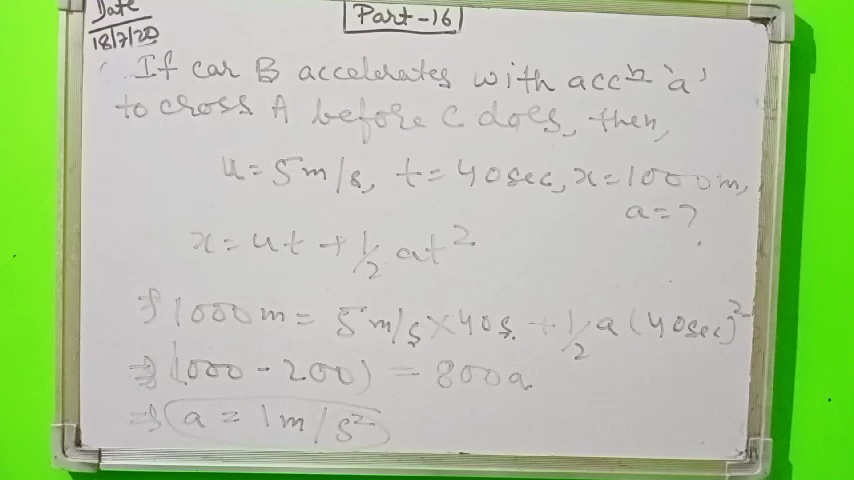 Date
18/7/20
Part-16
If car B accelerates with accⁿ 'a'
to cross A before C does, then,
u=5m/s, t=40sec, x=1000m,
a=?
x=ut+1/2 at²
⇒1000m=5m/s×40s.+1/2 a(40sec)²
⇒(1000-200)=800a
⇒a=1m/s²